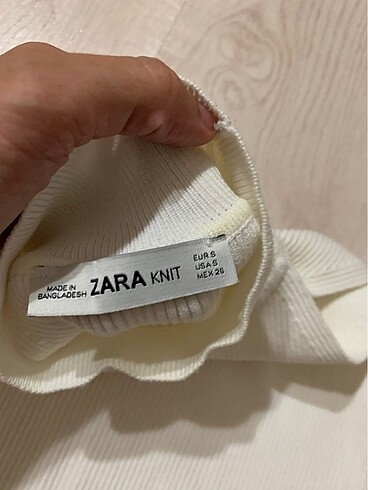 MADE IN
BANGLADESH
ZARA KNIT
EUR S
USA S
MEX 26